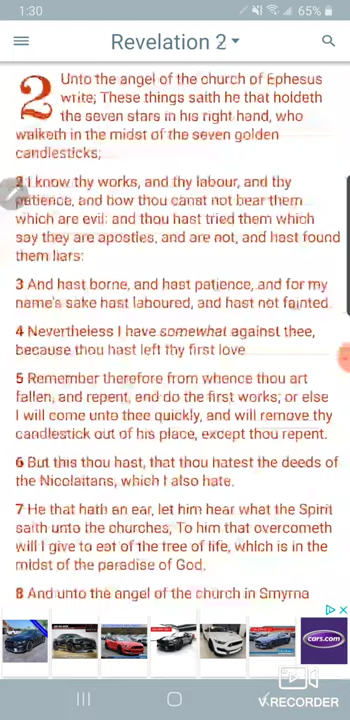 1:30
65%
Revelation 2
2 Unto the angel of the church of Ephesus
write; These things saith he that holdeth
the seven stars in his right hand, who
walketh in the midst of the seven golden
candlesticks;
2 I know thy works, and thy labour, and thy
patience, and how thou canst not bear them
which are evil: and thou hast tried them which
say they are apostles, and are not, and hast found
them liars:
3 And hast borne, and hast patience, and for my
name's sake hast laboured, and hast not fainted.
4 Nevertheless I have somewhat against thee,
because thou hast left thy first love
5 Remember therefore from whence thou art
fallen, and repent, and do the first works; or else
I will come unto thee quickly, and will remove thy
candlestick out of his place, except thou repent.
6 But this thou hast, that thou hatest the deeds of
the Nicolaitans, which I also hate.
7 He that hath an ear, let him hear what the Spirit
saith unto the churches; To him that overcometh
will I give to eat of the tree of life, which is in the
midst of the paradise of God.
8 And unto the angel of the church in Smyrna
cars.com
V.RECORDER